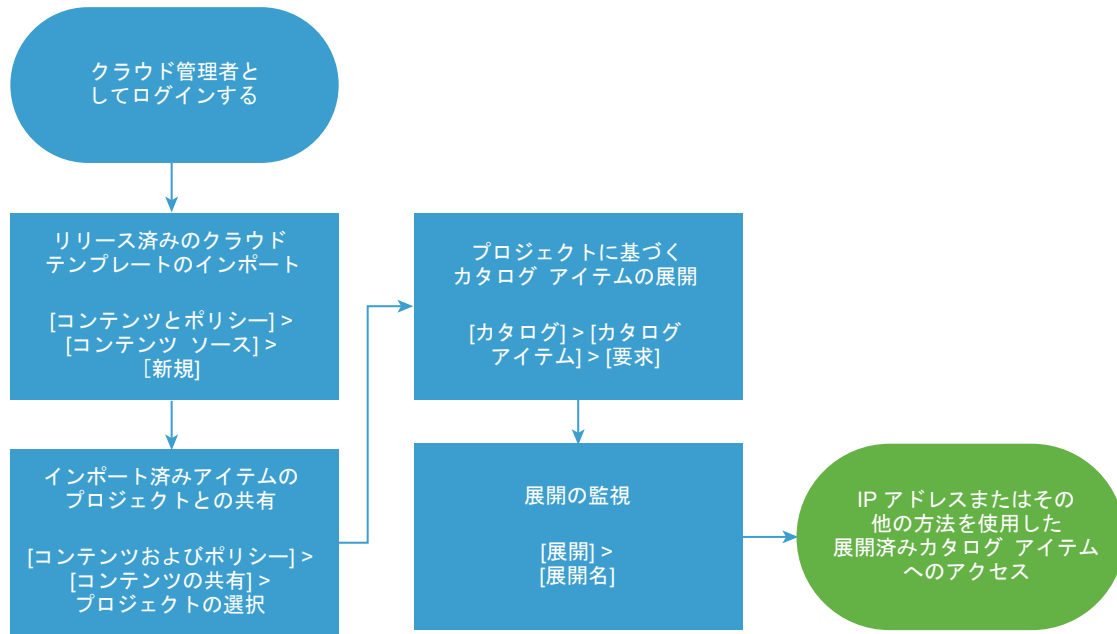 クラウド管理者と
してログインする
リリース済みのクラウド
テンプレートのインポート
[コンテンツとポリシー] >
[コンテンツ ソース] >
[新規]
インポート済みアイテムの
プロジェクトとの共有
[コンテンツおよびポリシー] >
[コンテンツの共有] >
プロジェクトの選択
プロジェクトに基づく
カタログ アイテムの展開
[カタログ] > [カタログ
アイテム] > [要求]
展開の監視
[展開] >
[展開名]
IP アドレスまたはその
他の方法を使用した
展開済みカタログ アイテム
へのアクセス